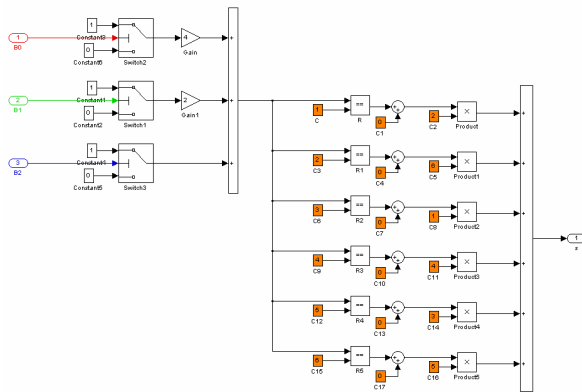 1
Constant3
1
B0
0
Constant6
Switch2
4
Gain
+
1
Constant1
2
B1
0
Constant2
Switch1
2
Gain1
+
1
Constant4
3
B2
0
Constant5
Switch3
+
1
C
==
R
0
C1
2
C2
×
Product
+
2
C3
==
R1
0
C4
6
C5
×
Product1
+
3
C6
==
R2
0
C7
1
C8
×
Product2
+
4
C9
==
R3
0
C10
4
C11
×
Product3
+
5
C12
==
R4
0
C13
3
C14
×
Product4
+
6
C15
==
R5
0
C17
5
C16
×
Product5
+
1